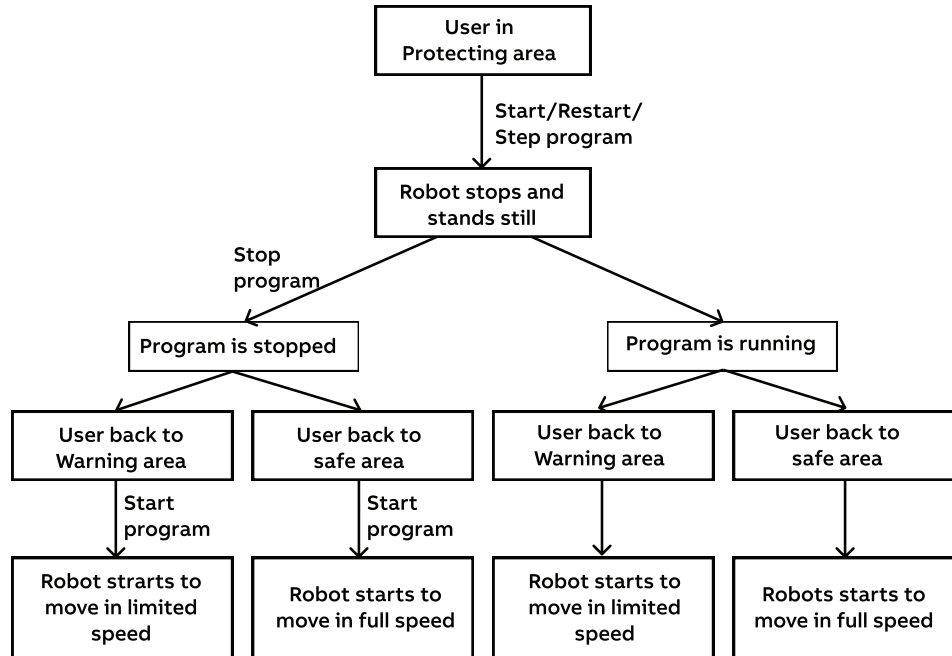 User in
Protecting area
Start/Restart/
Step program
Robot stops and
stands still
Stop
program
Program is stopped
Program is running
User back to
Warning area
User back to
safe area
User back to
Warning area
User back to
safe area
Start
program
Start
program
Robot strarts to
move in limited
speed
Robot starts to
move in full speed
Robot starts to
move in limited
speed
Robots starts to
move in full speed